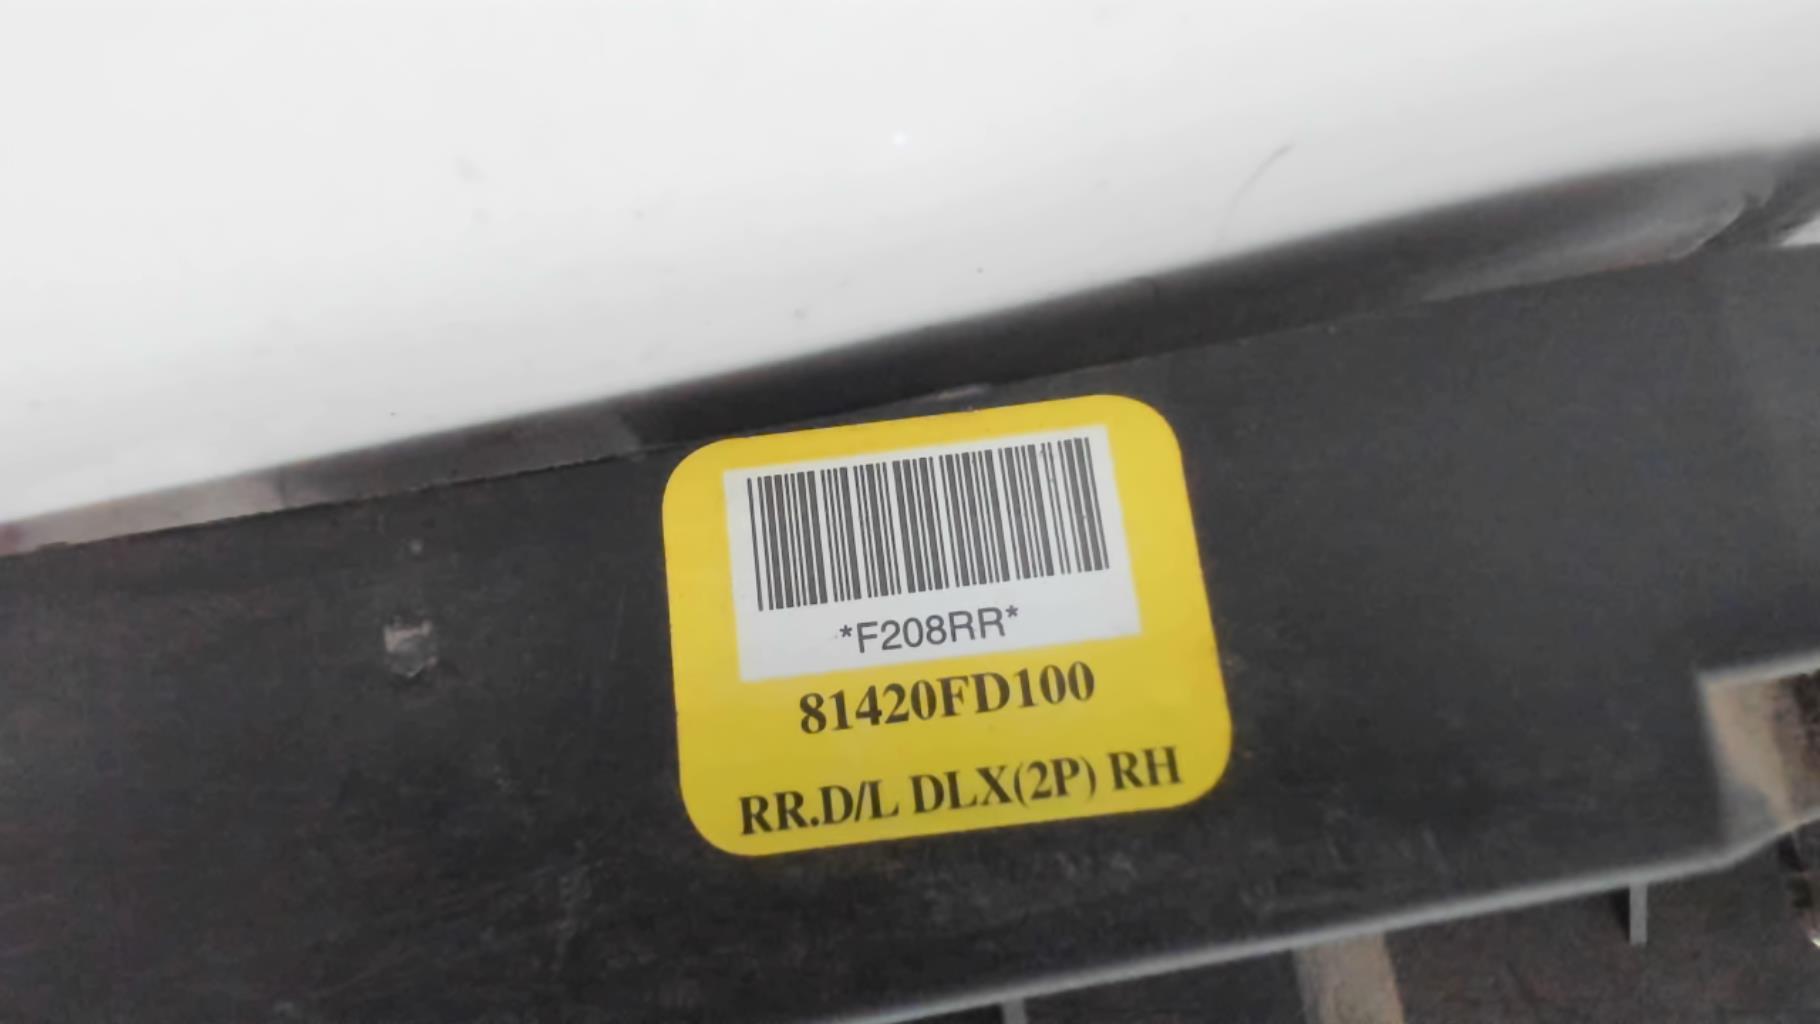 *F208RR*
81420FD100
RR.D/L DLX(2P) RH